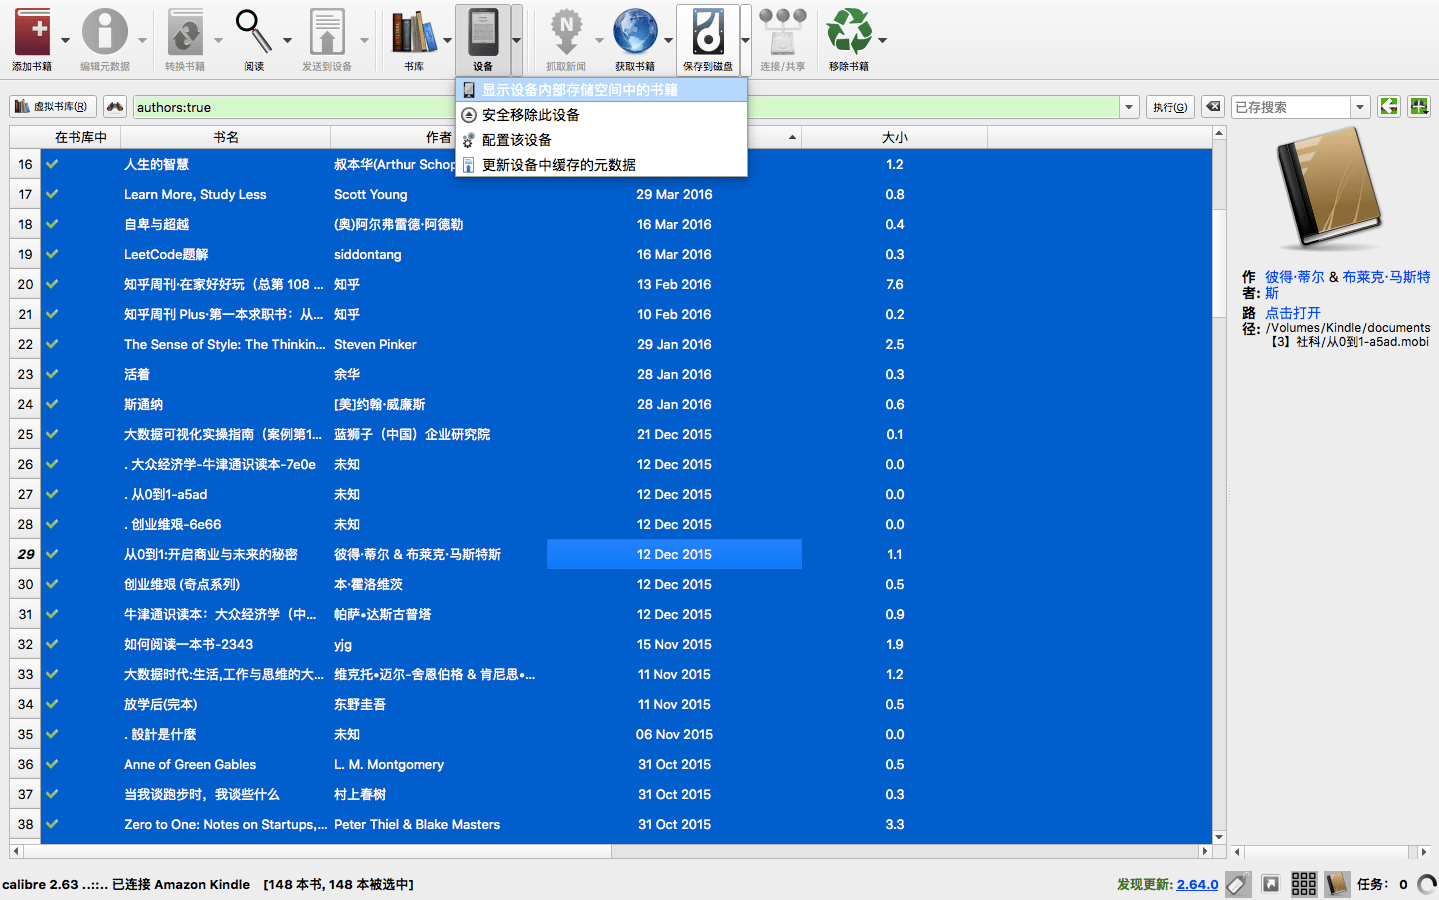 添加书籍 编辑元数据 转换书籍 阅读 发送到设备 书库 设备 抓取新闻 获取书籍 保存到磁盘 连接/共享 移除书籍
显示设备内部存储空间中的书籍
安全移除此设备
配置该设备
更新设备中缓存的元数据
虚拟书库(R) authors:true 执行(G) 已存搜索
在书库中 书名 作者 大小
16 人生的智慧 叔本华(Arthur Schop 1.2
17 Learn More, Study Less Scott Young 29 Mar 2016 0.8
18 自卑与超越 (奥)阿尔弗雷德·阿德勒 16 Mar 2016 0.4
19 LeetCode题解 siddontang 16 Mar 2016 0.3
20 知乎周刊·在家好好玩（总第 108 ... 知乎 13 Feb 2016 7.6
21 知乎周刊 Plus·第一本求职书：从... 知乎 10 Feb 2016 0.2
22 The Sense of Style: The Thinkin... Steven Pinker 29 Jan 2016 2.5
23 活着 余华 28 Jan 2016 0.3
24 斯通纳 [美]约翰·威廉斯 28 Jan 2016 0.6
25 大数据可视化实操指南（案例第1... 蓝狮子（中国）企业研究院 21 Dec 2015 0.1
26 . 大众经济学-牛津通识读本-7e0e 未知 12 Dec 2015 0.0
27 . 从0到1-a5ad 未知 12 Dec 2015 0.0
28 . 创业维艰-6e66 未知 12 Dec 2015 0.0
29 从0到1:开启商业与未来的秘密 彼得·蒂尔 & 布莱克·马斯特斯 12 Dec 2015 1.1
30 创业维艰 (奇点系列) 本·霍洛维茨 12 Dec 2015 0.5
31 牛津通识读本：大众经济学（中... 帕萨•达斯古普塔 12 Dec 2015 0.9
32 如何阅读一本书-2343 yjg 15 Nov 2015 1.9
33 大数据时代:生活,工作与思维的大... 维克托•迈尔-舍恩伯格 & 肯尼思•... 11 Nov 2015 1.2
34 放学后(完本) 东野圭吾 11 Nov 2015 0.5
35 . 設計是什麼 未知 06 Nov 2015 0.0
36 Anne of Green Gables L. M. Montgomery 31 Oct 2015 0.5
37 当我谈跑步时，我谈些什么 村上春树 31 Oct 2015 0.3
38 Zero to One: Notes on Startups,... Peter Thiel & Blake Masters 31 Oct 2015 3.3
作者: 彼得·蒂尔 & 布莱克·马斯特斯
路径: 点击打开
/Volumes/Kindle/documents
【3】社科/从0到1-a5ad.mobi
calibre 2.63 ..::.. 已连接 Amazon Kindle [148 本书, 148 本被选中] 发现更新: 2.64.0 任务： 0